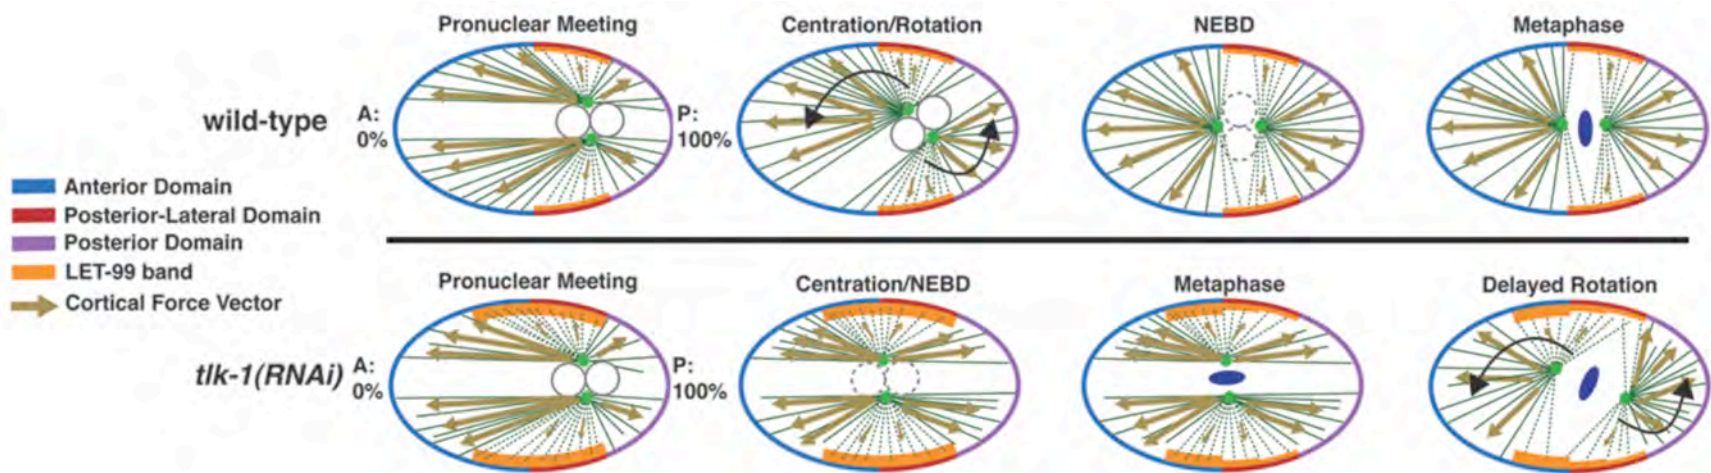 Pronuclear Meeting
Centration/Rotation
NEBD
Metaphase
wild-type
A:
0%
P:
100%
Anterior Domain
Posterior-Lateral Domain
Posterior Domain
LET-99 band
Cortical Force Vector
Pronuclear Meeting
Centration/NEBD
Metaphase
Delayed Rotation
tlk-1(RNAi)
A:
0%
P:
100%